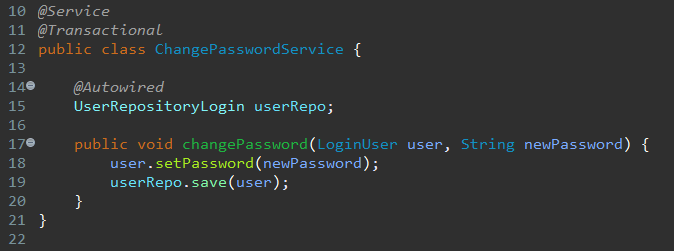 10 @Service
11 @Transactional
12 public class ChangePasswordService {
13
14 @Autowired
15 UserRepositoryLogin userRepo;
16
17 public void changePassword(LoginUser user, String newPassword) {
18 user.setPassword(newPassword);
19 userRepo.save(user);
20 }
21 }
22